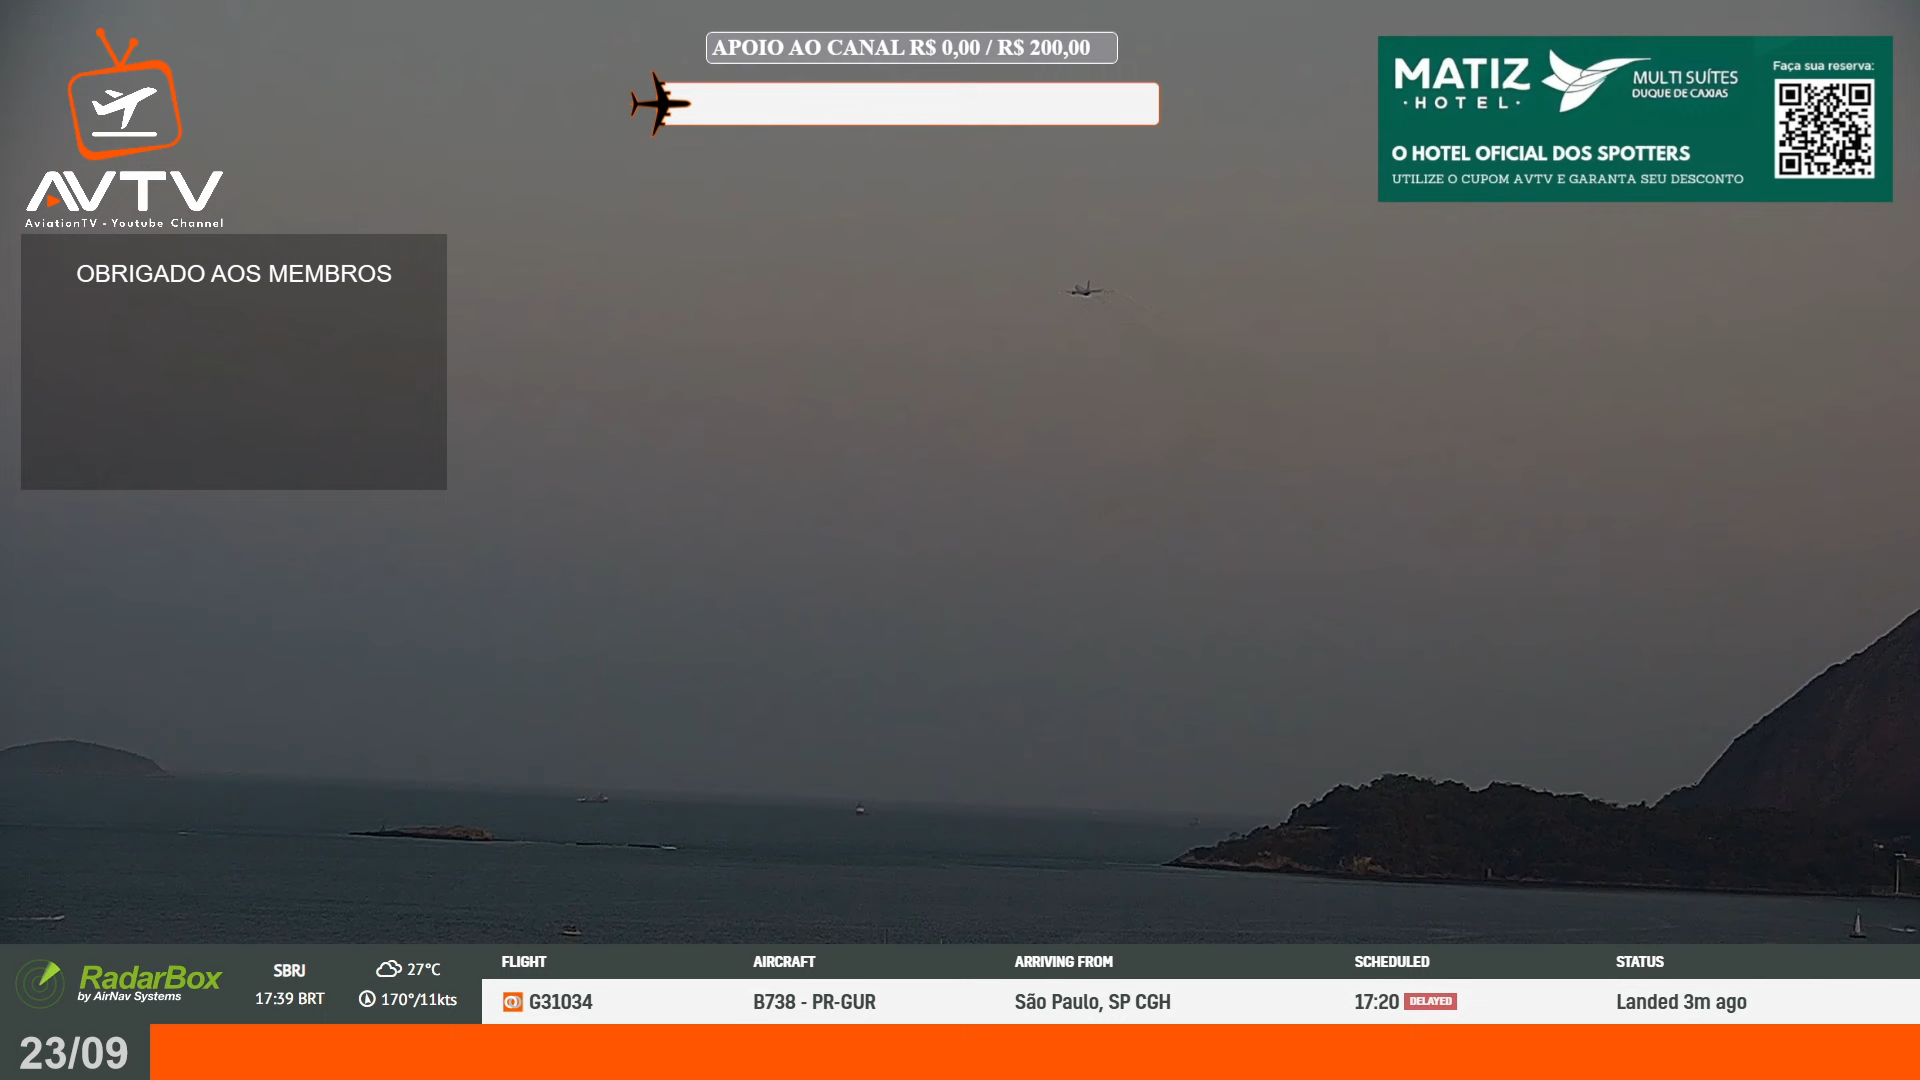 APOIO AO CANAL R$ 0,00 / R$ 200,00
MATIZ
·HOTEL·
MULTI SUÍTES
DUQUE DE CAXIAS
Faça sua reserva:
O HOTEL OFICIAL DOS SPOTTERS
UTILIZE O CUPOM AVTV E GARANTA SEU DESCONTO
AVTV
AviationTV - Youtube Channel
OBRIGADO AOS MEMBROS
RadarBox
by AirNav Systems
SBRJ
17:39 BRT
27°C
170°/11kts
FLIGHT AIRCRAFT ARRIVING FROM SCHEDULED STATUS
G31034 B738 - PR-GUR São Paulo, SP CGH 17:20 DELAYED Landed 3m ago
23/09